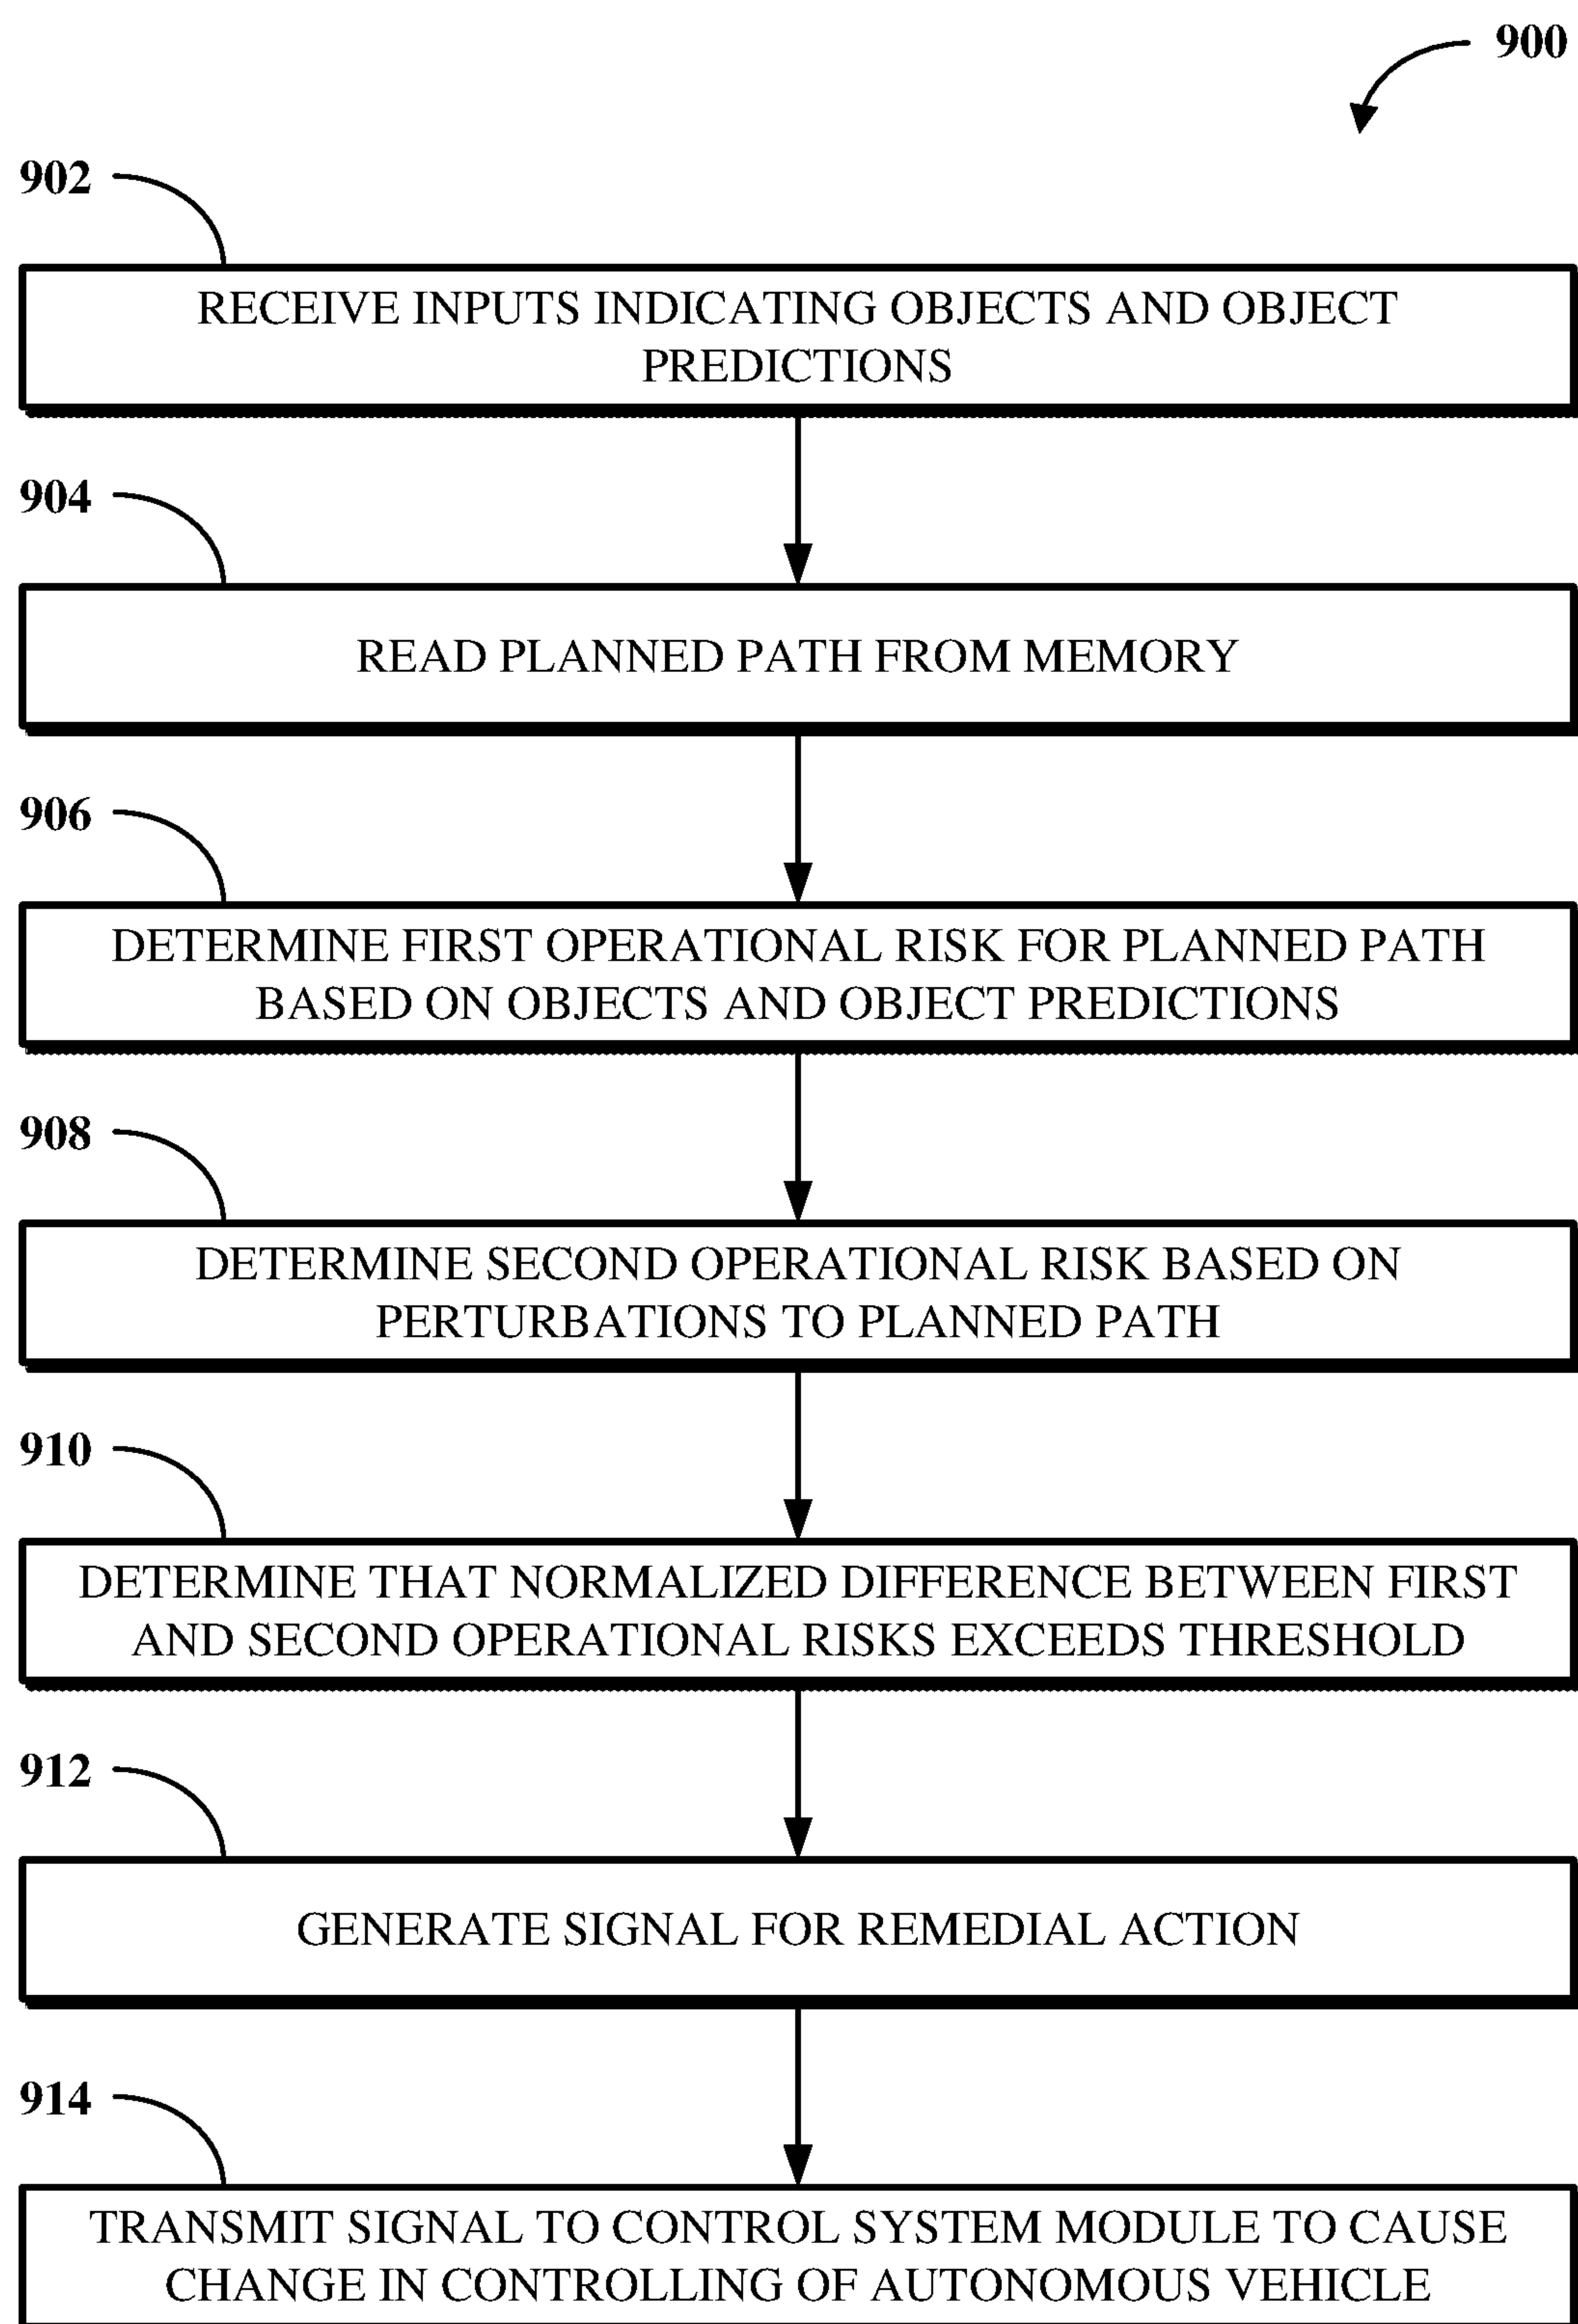 900
902
RECEIVE INPUTS INDICATING OBJECTS AND OBJECT
PREDICTIONS
904
READ PLANNED PATH FROM MEMORY
906
DETERMINE FIRST OPERATIONAL RISK FOR PLANNED PATH
BASED ON OBJECTS AND OBJECT PREDICTIONS
908
DETERMINE SECOND OPERATIONAL RISK BASED ON
PERTURBATIONS TO PLANNED PATH
910
DETERMINE THAT NORMALIZED DIFFERENCE BETWEEN FIRST
AND SECOND OPERATIONAL RISKS EXCEEDS THRESHOLD
912
GENERATE SIGNAL FOR REMEDIAL ACTION
914
TRANSMIT SIGNAL TO CONTROL SYSTEM MODULE TO CAUSE
CHANGE IN CONTROLLING OF AUTONOMOUS VEHICLE